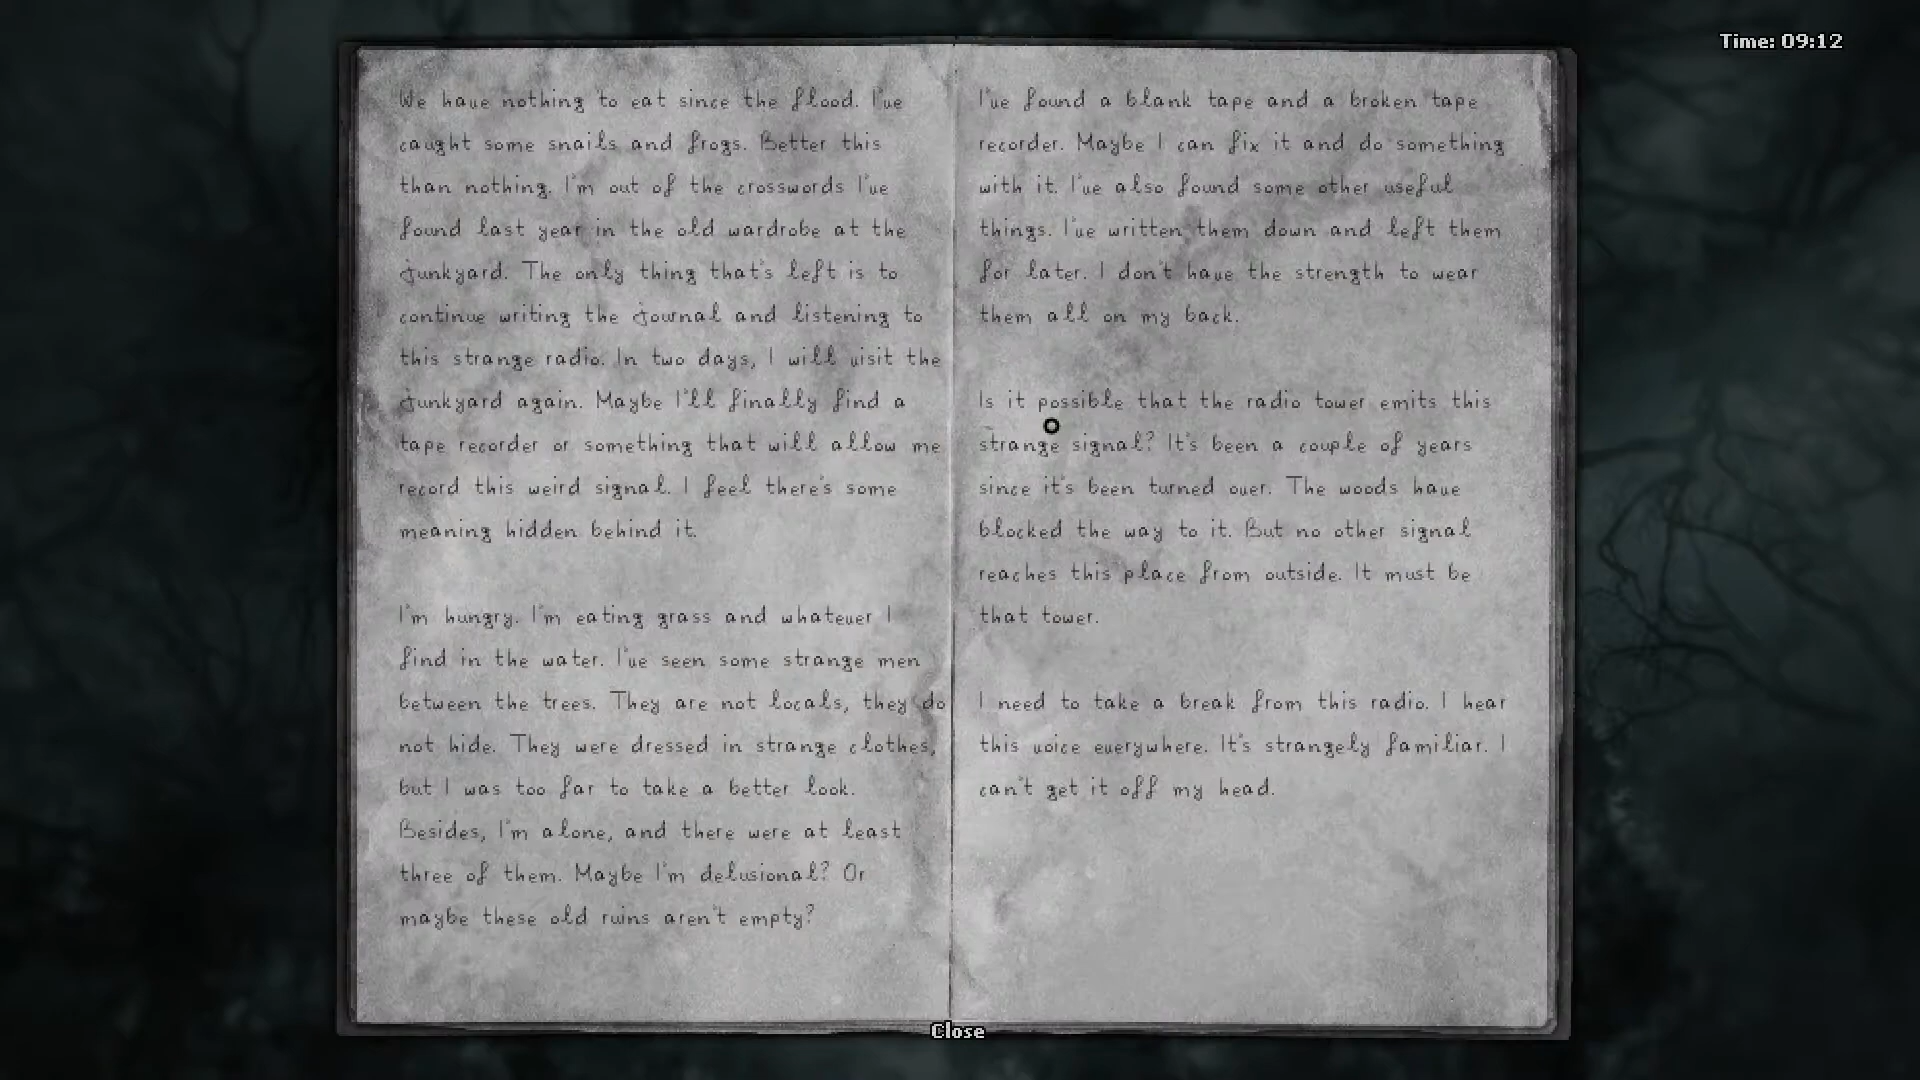 Time: 09:12
We have nothing to eat since the flood. I've
caught some snails and frogs. Better this
than nothing. I'm out of the crosswords I've
found last year in the old wardrobe at the
junkyard. The only thing that's left is to
continue writing the journal and listening to
this strange radio. In two days, I will visit the
junkyard again. Maybe I'll finally find a
tape recorder or something that will allow me
record this weird signal. I feel there's some
meaning hidden behind it.
I'm hungry. I'm eating grass and whatever I
find in the water. I've seen some strange men
between the trees. They are not locals, they do
not hide. They were dressed in strange clothes,
but I was too far to take a better look.
Besides, I'm alone, and there were at least
three of them. Maybe I'm delusional? Or
maybe these old ruins aren't empty?
I've found a blank tape and a broken tape
recorder. Maybe I can fix it and do something
with it. I've also found some other useful
things. I've written them down and left them
for later. I don't have the strength to wear
them all on my back.
Is it possible that the radio tower emits this
strange signal? It's been a couple of years
since it's been turned over. The woods have
blocked the way to it. But no other signal
reaches this place from outside. It must be
that tower.
I need to take a break from this radio. I hear
this voice everywhere. It's strangely familiar. I
can't get it off my head.
Close